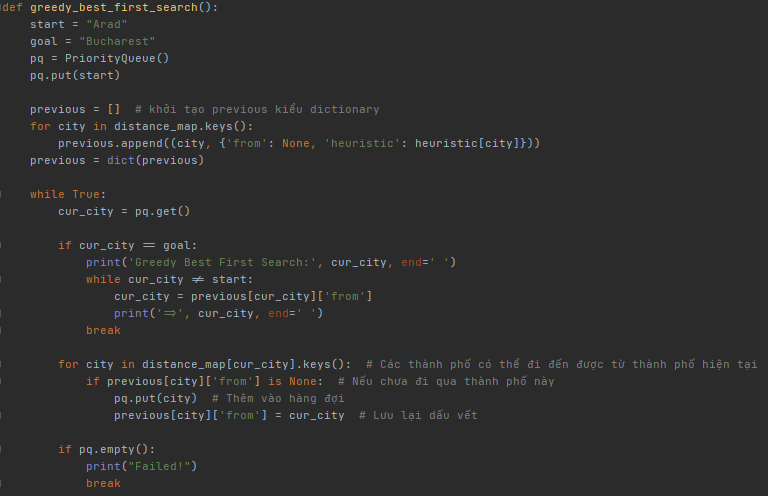 def greedy_best_first_search():
    start = "Arad"
    goal = "Bucharest"
    pq = PriorityQueue()
    pq.put(start)

    previous = []  # khởi tạo previous kiểu dictionary
    for city in distance_map.keys():
        previous.append((city, {'from': None, 'heuristic': heuristic[city]}))
    previous = dict(previous)

    while True:
        cur_city = pq.get()

        if cur_city == goal:
            print('Greedy Best First Search:', cur_city, end=' ')
            while cur_city != start:
                cur_city = previous[cur_city]['from']
                print('=>', cur_city, end=' ')
            break

        for city in distance_map[cur_city].keys():  # Các thành phố có thể đi đến được từ thành phố hiện tại
            if previous[city]['from'] is None:  # Nếu chưa đi qua thành phố này
                pq.put(city)  # Thêm vào hàng đợi
                previous[city]['from'] = cur_city  # Lưu lại dấu vết

        if pq.empty():
            print("Failed!")
            break